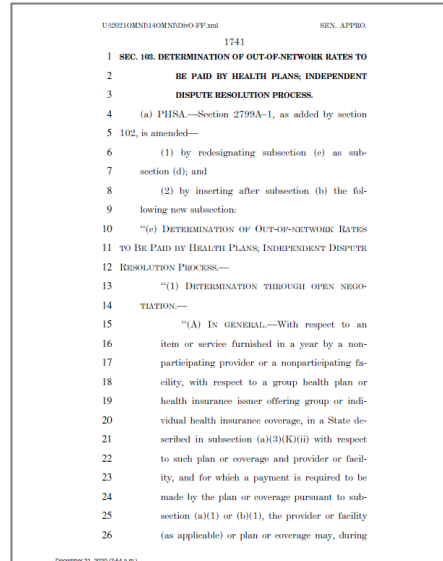 U:\2021OMNI\14OMNI\DivO-FF.xml SEN. APPRO.
1741
1 SEC. 103. DETERMINATION OF OUT-OF-NETWORK RATES TO
2 BE PAID BY HEALTH PLANS; INDEPENDENT
3 DISPUTE RESOLUTION PROCESS.
4 (a) PHSA.—Section 2799A–1, as added by section
5 102, is amended—
6 (1) by redesignating subsection (c) as sub-
7 section (d); and
8 (2) by inserting after subsection (b) the fol-
9 lowing new subsection:
10 “(c) DETERMINATION OF OUT-OF-NETWORK RATES
11 TO BE PAID BY HEALTH PLANS; INDEPENDENT DISPUTE
12 RESOLUTION PROCESS.—
13 “(1) DETERMINATION THROUGH OPEN NEGO-
14 TIATION.—
15 “(A) IN GENERAL.—With respect to an
16 item or service furnished in a year by a non-
17 participating provider or a nonparticipating fa-
18 cility, with respect to a group health plan or
19 health insurance issuer offering group or indi-
20 vidual health insurance coverage, in a State de-
21 scribed in subsection (a)(3)(K)(ii) with respect
22 to such plan or coverage and provider or facil-
23 ity, and for which a payment is required to be
24 made by the plan or coverage pursuant to sub-
25 section (a)(1) or (b)(1), the provider or facility
26 (as applicable) or plan or coverage may, during
December 21, 2020 (7:54 a.m.)